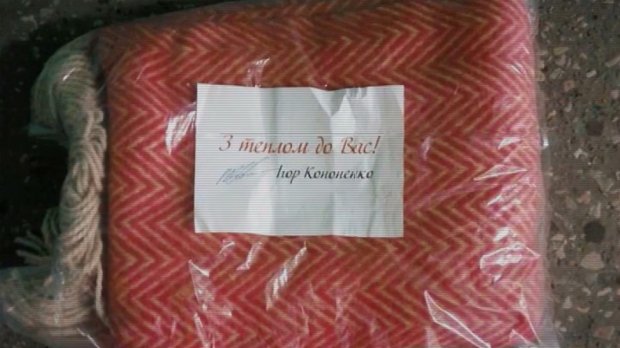 З теплом до Вас!
Ігор Кононенко